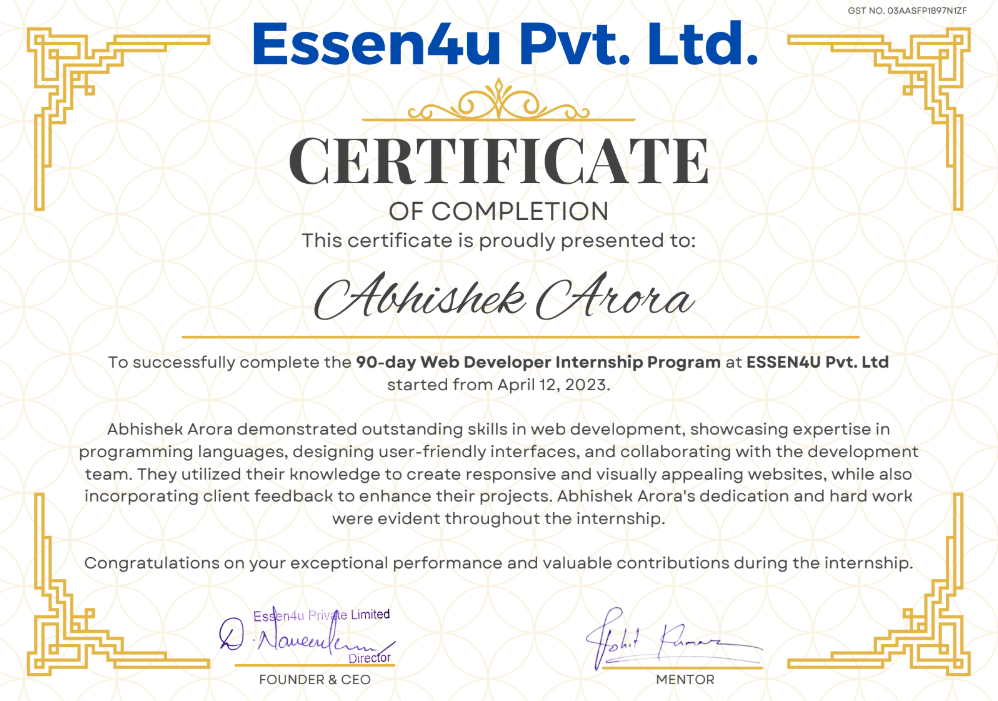 GST NO. 03AASFP1897N1ZF
Essen4u Pvt. Ltd.
CERTIFICATE
OF COMPLETION
This certificate is proudly presented to:
Abhishek Arora
To successfully complete the 90-day Web Developer Internship Program at ESSEN4U Pvt. Ltd
started from April 12, 2023.
Abhishek Arora demonstrated outstanding skills in web development, showcasing expertise in
programming languages, designing user-friendly interfaces, and collaborating with the development
team. They utilized their knowledge to create responsive and visually appealing websites, while also
incorporating client feedback to enhance their projects. Abhishek Arora's dedication and hard work
were evident throughout the internship.
Congratulations on your exceptional performance and valuable contributions during the internship.
Essen4u Private Limited
Director
FOUNDER & CEO
Kumar
MENTOR